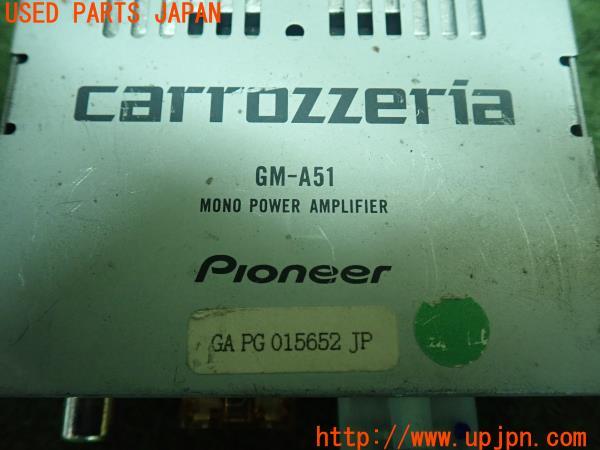 USED PARTS JAPAN
carrozzeria
GM-A51
MONO POWER AMPLIFIER
Pioneer
GA PG 015652 JP
http://www.upjpn.com/